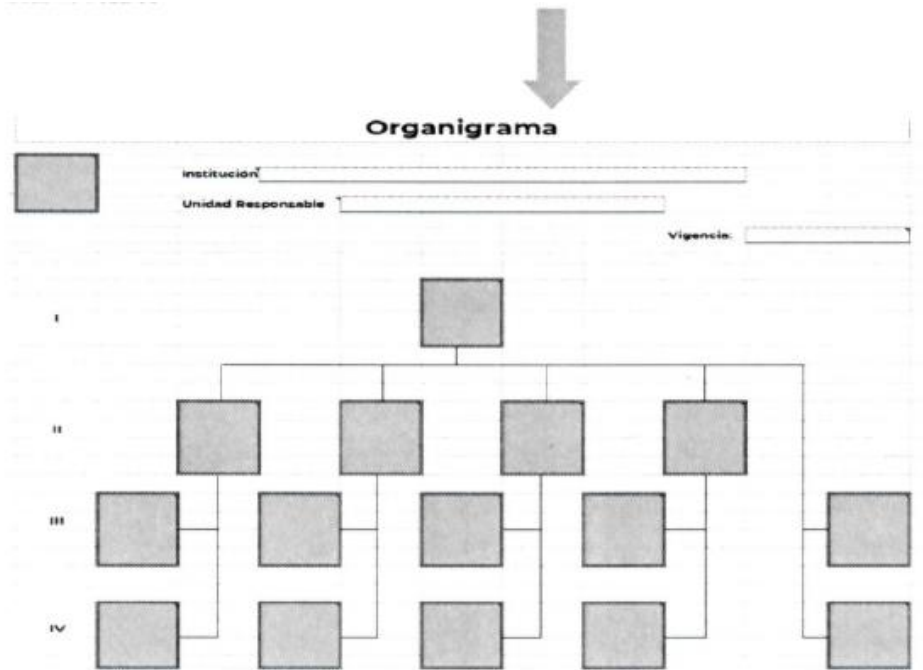 Organigrama
Institución
Unidad Responsable
Vigencia:
I
II
III
IV